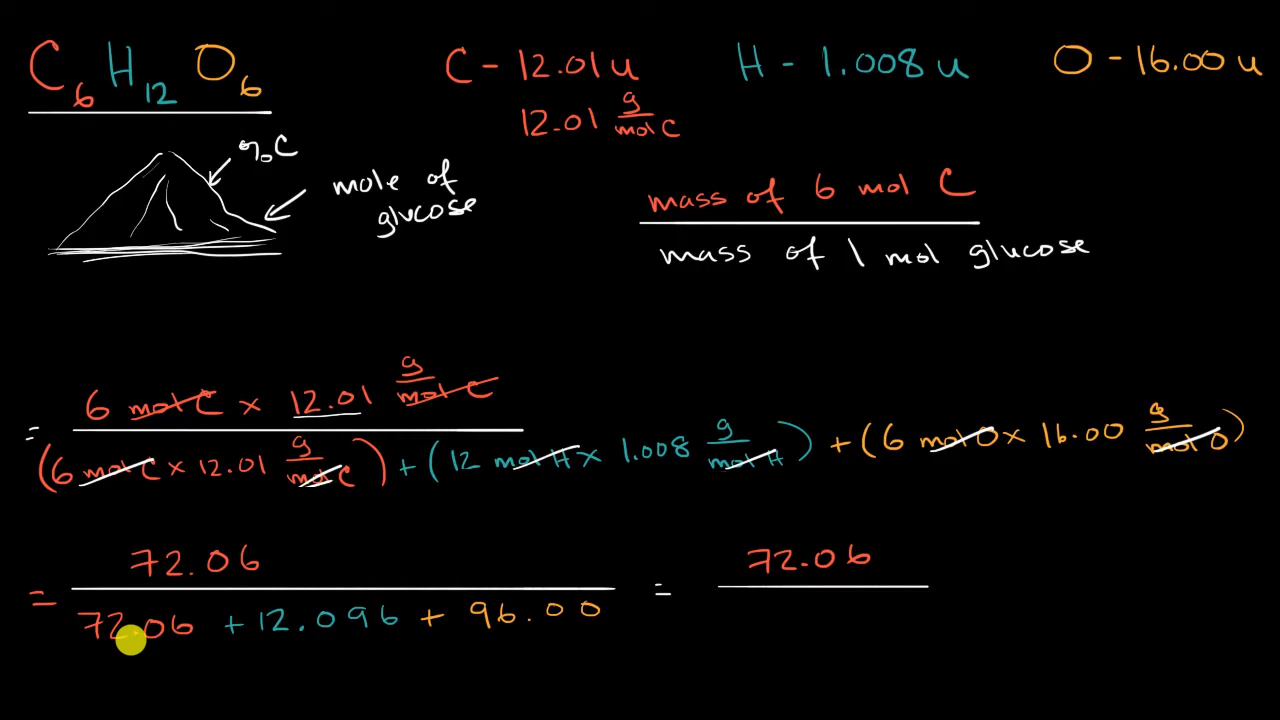 C₆H₁₂O₆
C - 12.01 u
H - 1.008 u
O - 16.00 u
12.01 g/mol C
% C
mole of
glucose
mass of 6 mol C
mass of 1 mol glucose
= 6 mol C × 12.01 g/mol C
(6 mol C × 12.01 g/mol C) + (12 mol H × 1.008 g/mol H) + (6 mol O × 16.00 g/mol O)
= 72.06 = 72.06
72.06 + 12.096 + 96.00